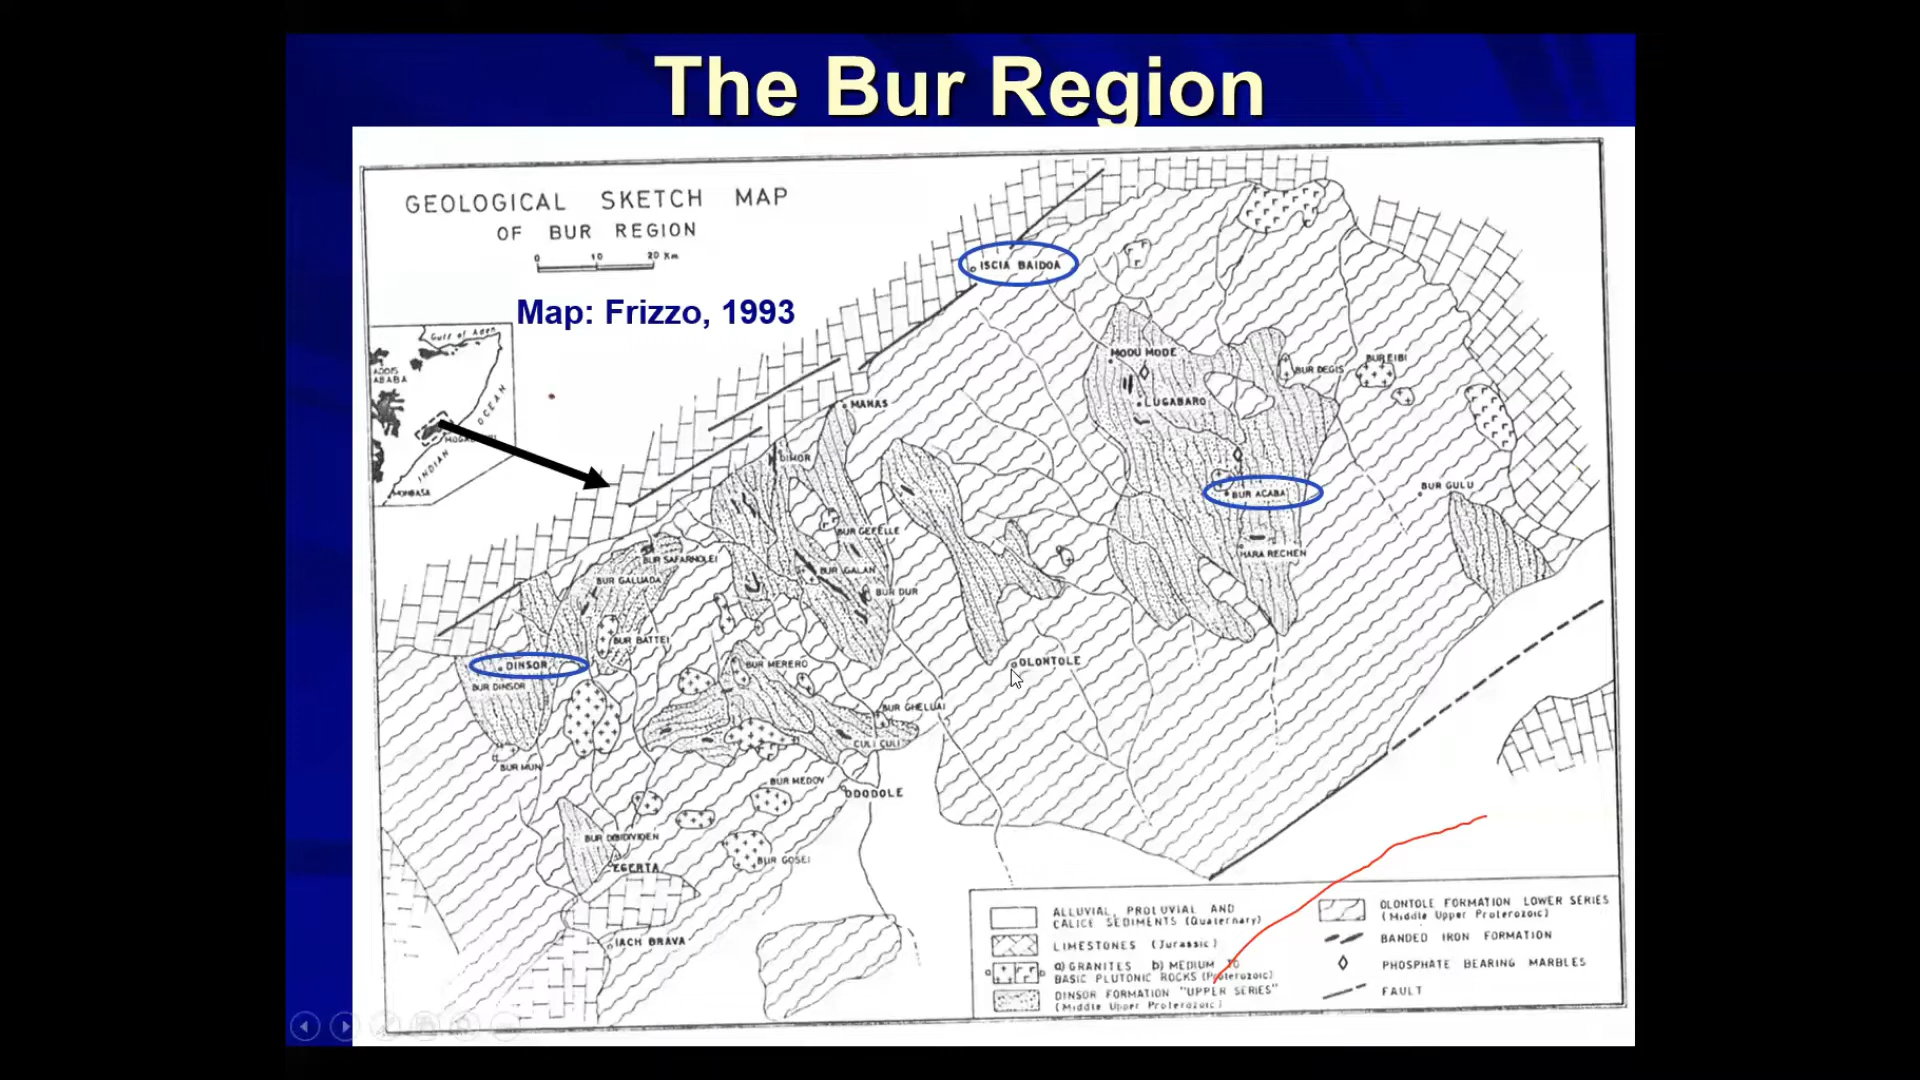 The Bur Region
GEOLOGICAL SKETCH MAP
OF BUR REGION
0 10 20 Km
Map: Frizzo, 1993
Gulf of Aden
ADDIS
ABABA
OCEAN
INDIAN
MOMBASA
ISCIA BAIDOA
MODU MODE
LUGABARO
BUR DEGIS
BUR EIBI
MANAS
DIMOR
BUR ACABA
BUR GULU
BUR GEFELLE
MARA RECHEN
BUR SAFARNOLEI
BUR GALUADA
BUR GALAN
BUR DUR
BUR BATTEI
DINSOR
BUR DINSOR
BUR MERERO
OLONTOLE
BUR GHELUAI
CULI CULI
BUR MUN
BUR MEDOV
ODODOLE
EGERTA
BUR GOSEI
IACH BRAVA
ALLUVIAL, PROLUVIAL AND
CALICE SEDIMENTS (Quaternary)
LIMESTONES (Jurassic)
a) GRANITES b) MEDIUM TO
BASIC PLUTONIC ROCKS (Proterozoic)
a
b
DINSOR FORMATION "UPPER SERIES"
(Middle Upper Proterozoic)
OLONTOLE FORMATION LOWER SERIES
(Middle Upper Proterozoic)
BANDED IRON FORMATION
PHOSPHATE BEARING MARBLES
FAULT